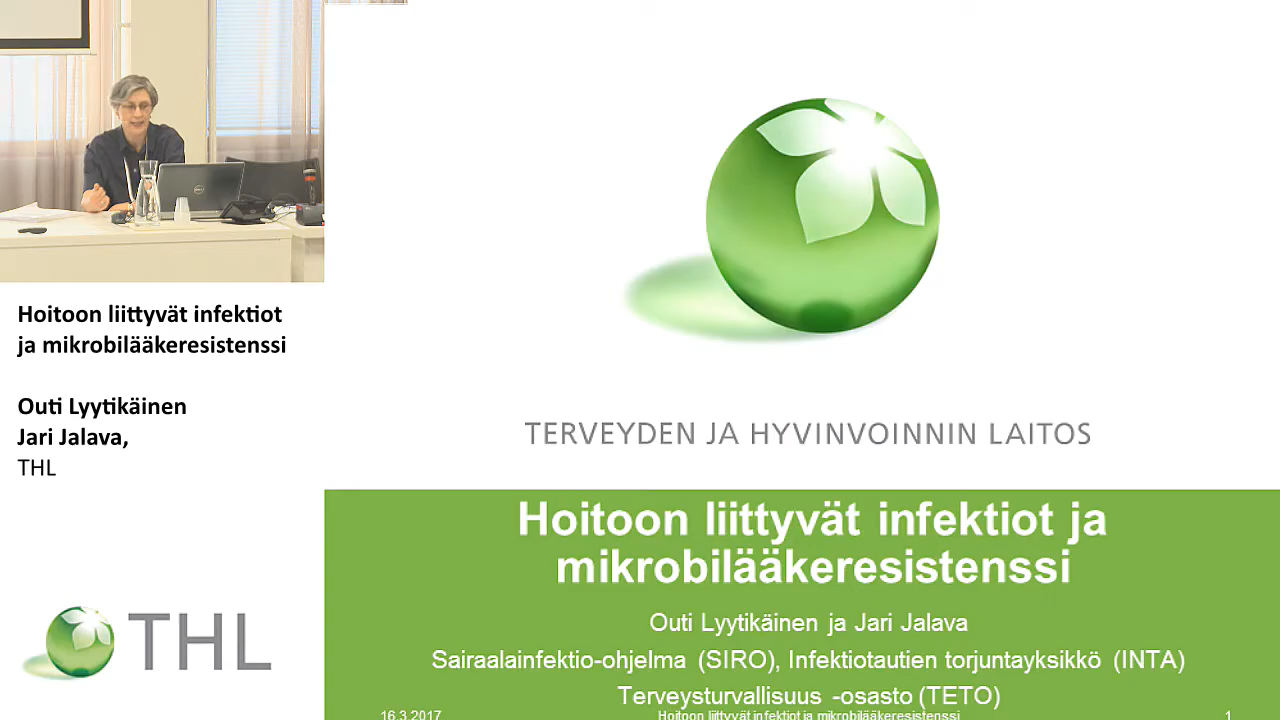 Hoitoon liittyvät infektiot
ja mikrobilääkeresistenssi
Outi Lyytikäinen
Jari Jalava,
THL
THL
TERVEYDEN JA HYVINVOINNIN LAITOS
Hoitoon liittyvät infektiot ja
mikrobilääkeresistenssi
Outi Lyytikäinen ja Jari Jalava
Sairaalainfektio-ohjelma (SIRO), Infektiotautien torjuntayksikkö (INTA)
Terveysturvallisuus -osasto (TETO)
16.3.2017 Hoitoon liittyvät infektiot ja mikrobilääkeresistenssi 1